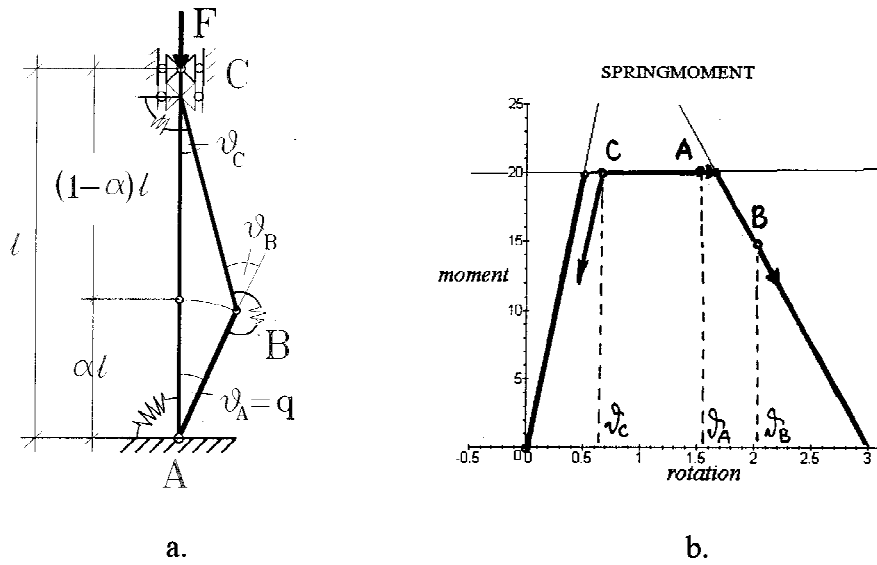 F
C
ϑC
(1-α)l
l
ϑB
B
αl
ϑA=q
A
a.
SPRINGMOMENT
25
20
15
10
5
moment
C
A
B
ϑC
ϑA
ϑB
-0.5
0
0
0.5
1
1.5
2
2.5
3
rotation
b.